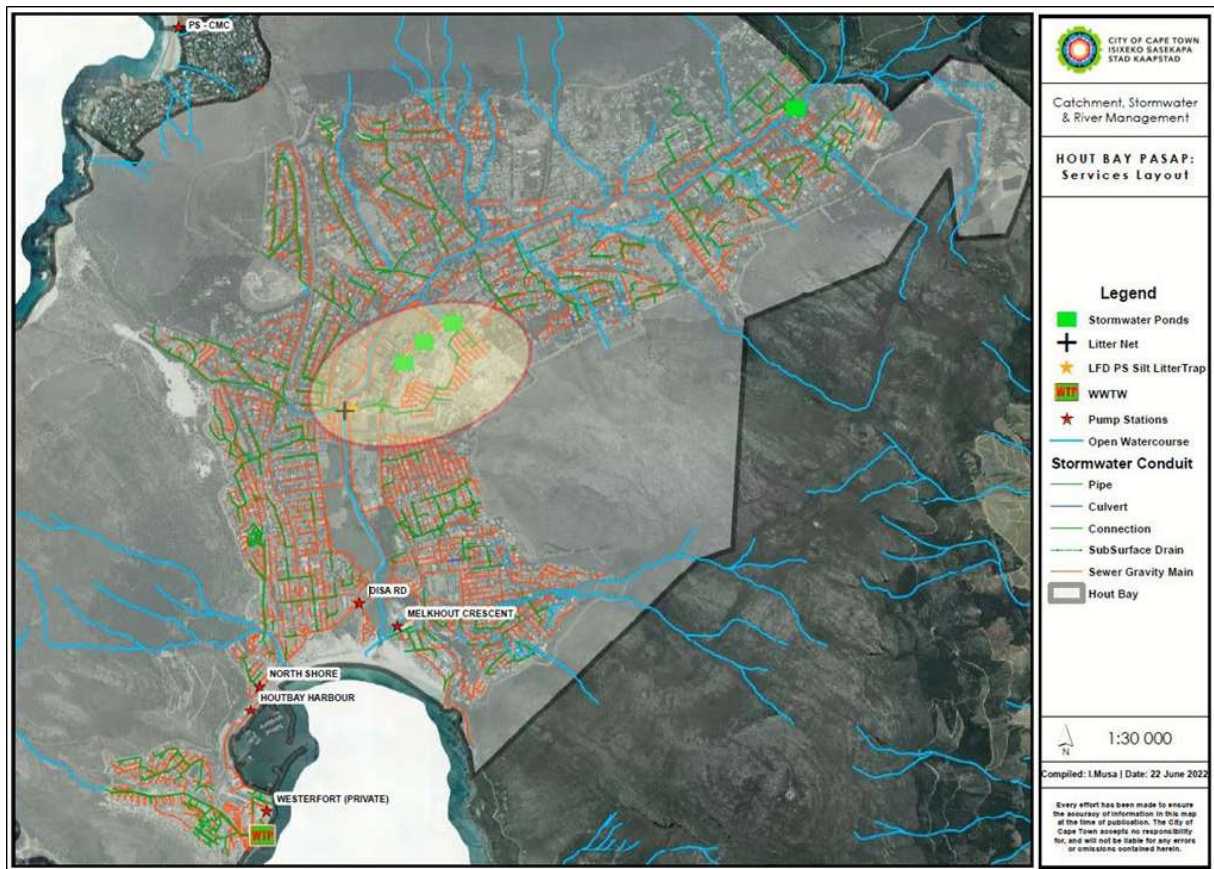 PS - CMC
DISA RD
MELKHOUT CRESCENT
NORTH SHORE
HOUTBAY HARBOUR
WESTERFORT (PRIVATE)
WTP
CITY OF CAPE TOWN
ISIXEKO SASEKAPA
STAD KAAPSTAD
Catchment, Stormwater
& River Management
HOUT BAY PASAP:
Services Layout
Legend
Stormwater Ponds
Litter Net
LFD PS Silt LitterTrap
WTP WWTW
Pump Stations
Open Watercourse
Stormwater Conduit
Pipe
Culvert
Connection
SubSurface Drain
Sewer Gravity Main
Hout Bay
N
1:30 000
Compiled: I.Musa | Date: 22 June 2022
Every effort has been made to ensure
the accuracy of information in this map
at the time of publication. The City of
Cape Town accepts no responsibility
for, and will not be liable for any errors
or omissions contained herein.